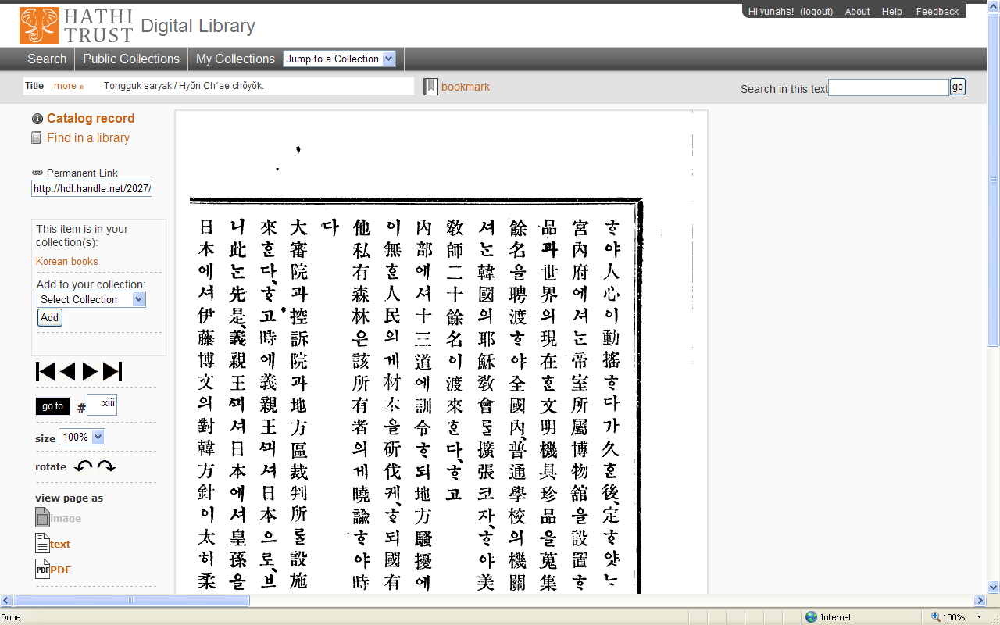 HATHI TRUST Digital Library
Hi yunahs! (logout) About Help Feedback
Search Public Collections My Collections Jump to a Collection
Title more » Tongguk saryak / Hyŏn Chʻae chŏyŏk. bookmark Search in this text go
Catalog record
Find in a library
Permanent Link
http://hdl.handle.net/2027/
This item is in your
collection(s):
Korean books
Add to your collection:
Select Collection
Add
go to # xiii
size 100%
rotate
view page as
image
text
PDF PDF
ᄒᆞ야人心이動搖ᄒᆞ다가久ᄒᆞᆫ後、定ᄒᆞ얏ᄂᆞᆫ
宮內府에셔ᄂᆞᆫ帝室所屬博物舘을設置ᄒᆞ
品과世界의現在ᄒᆞᆫ文明機具珍品을蒐集
餘名을聘渡ᄒᆞ야全國內、普通學校의機關
셔ᄂᆞᆫ韓國의耶穌敎會ᄅᆞᆯ擴張코자、ᄒᆞ야美
敎師二十餘名이渡來ᄒᆞᆫ다、ᄒᆞ고
內部에셔十三道에訓令ᄒᆞ되地方騷擾에
이無ᄒᆞᆫ人民의게材木을斫伐케、ᄒᆞ되國有
他私有森林은該所有者의게曉諭ᄒᆞ야時
다
大審院과控訴院과地方區裁判所ᄅᆞᆯ設施
來ᄒᆞᆫ다、ᄒᆞ고時에義親王ᄭᅴ셔日本으로、브
니此ᄂᆞᆫ先是、義親王ᄭᅴ셔日本에셔皇孫을
日本에셔伊藤博文의對韓方針이太히柔
Done Internet 100%